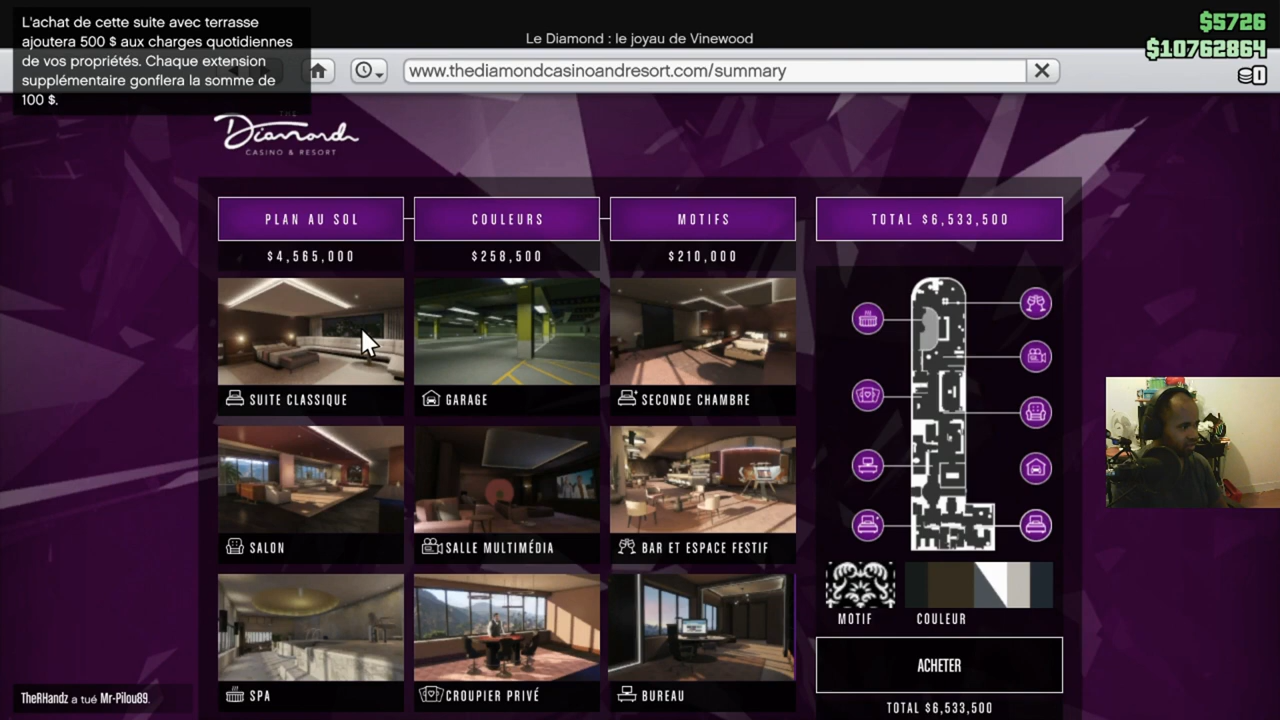 L'achat de cette suite avec terrasse
ajoutera 500 $ aux charges quotidiennes
de vos propriétés. Chaque extension
supplémentaire gonflera la somme de
100 $.
Le Diamond : le joyau de Vinewood
$5726
$10762864
0
www.thediamondcasinoandresort.com/summary
THE
Diamond
CASINO & RESORT
PLAN AU SOL
COULEURS
MOTIFS
TOTAL $6,533,500
$4,565,000
$258,500
$210,000
SUITE CLASSIQUE
GARAGE
SECONDE CHAMBRE
SALON
SALLE MULTIMÉDIA
BAR ET ESPACE FESTIF
SPA
CROUPIER PRIVÉ
BUREAU
MOTIF
COULEUR
ACHETER
TOTAL $6,533,500
TheRHandz a tué Mr-Pilou89.